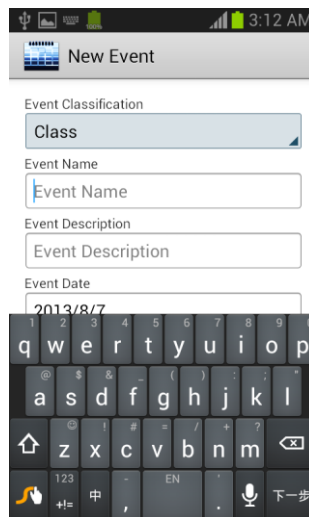 100%
3:12 AM
New Event
Event Classification
Class
Event Name
Event Name
Event Description
Event Description
Event Date
2013/8/7
1 2 3 4 5 6 7 8 9
q w e r t y u i o p
@ $ & _ ( ) : ; "
a s d f g h j k l
! # = / + ?
z x c v b n m
123 - EN .
+!= 中 , 下一步